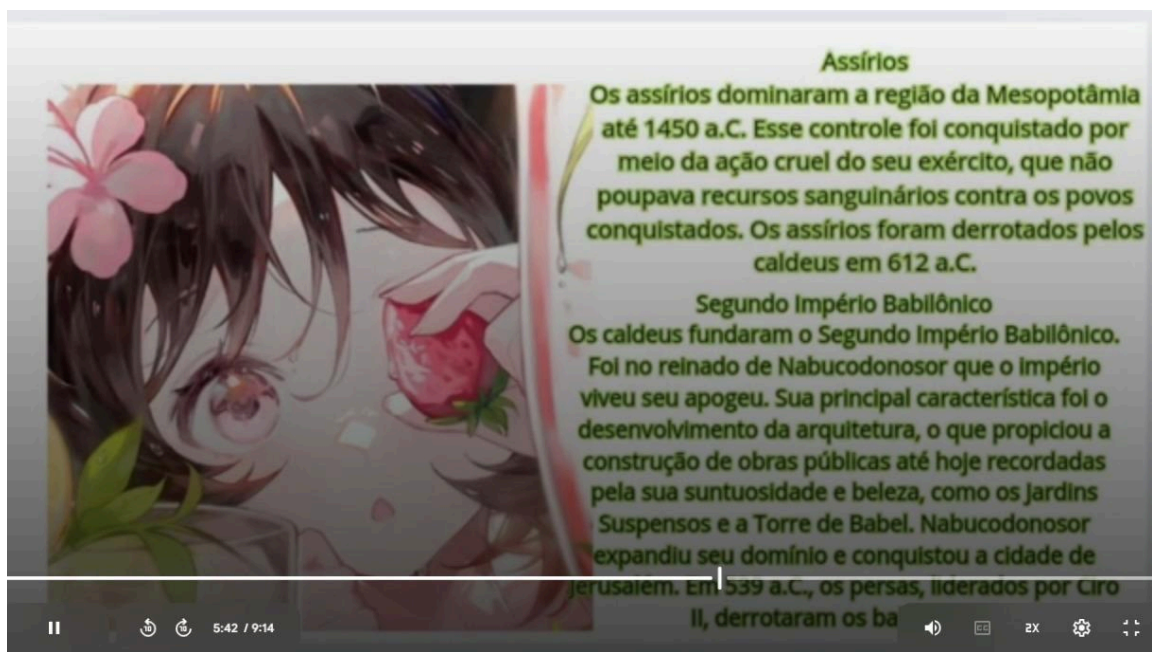 Assírios
Os assírios dominaram a região da Mesopotâmia
até 1450 a.C. Esse controle foi conquistado por
meio da ação cruel do seu exército, que não
poupava recursos sanguinários contra os povos
conquistados. Os assírios foram derrotados pelos
caldeus em 612 a.C.
Segundo Império Babilônico
Os caldeus fundaram o Segundo Império Babilônico.
Foi no reinado de Nabucodonosor que o império
viveu seu apogeu. Sua principal característica foi o
desenvolvimento da arquitetura, o que propiciou a
construção de obras públicas até hoje recordadas
pela sua suntuosidade e beleza, como os Jardins
Suspensos e a Torre de Babel. Nabucodonosor
expandiu seu domínio e conquistou a cidade de
Jerusalém. Em 539 a.C., os persas, liderados por Ciro
II, derrotaram os
10 10 5:42 / 9:14 CC 2X